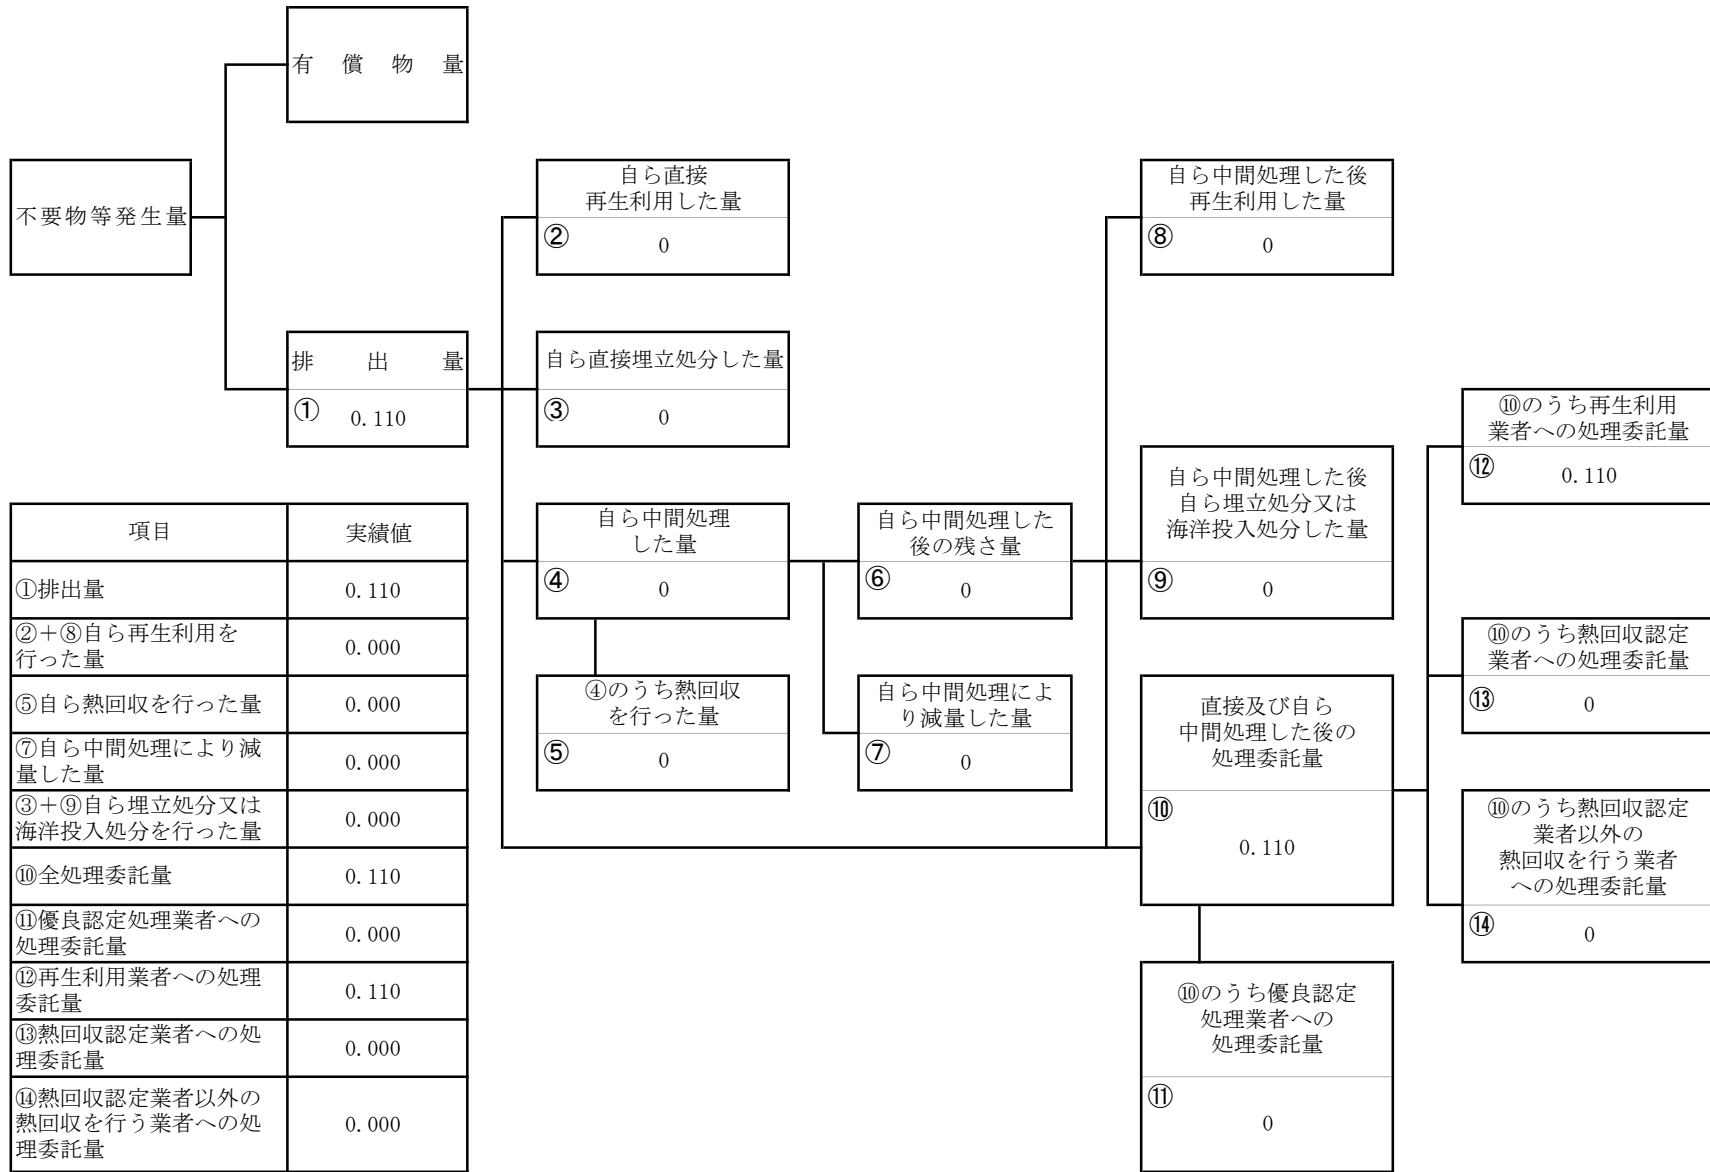 有償物量
不要物等発生量
排出量
① 0.110
自ら直接
再生利用した量
② 0
自ら直接埋立処分した量
③ 0
自ら中間処理
した量
④ 0
④のうち熱回収
を行った量
⑤ 0
自ら中間処理した
後の残さ量
⑥ 0
自ら中間処理によ
り減量した量
⑦ 0
自ら中間処理した後
再生利用した量
⑧ 0
自ら中間処理した後
自ら埋立処分又は
海洋投入処分した量
⑨ 0
直接及び自ら
中間処理した後の
処理委託量
⑩
0.110
⑩のうち優良認定
処理業者への
処理委託量
⑪
0
⑩のうち再生利用
業者への処理委託量
⑫ 0.110
⑩のうち熱回収認定
業者への処理委託量
⑬ 0
⑩のうち熱回収認定
業者以外の
熱回収を行う業者
への処理委託量
⑭ 0
項目 実績値
①排出量 0.110
②＋⑧自ら再生利用を
行った量 0.000
⑤自ら熱回収を行った量 0.000
⑦自ら中間処理により減
量した量 0.000
③＋⑨自ら埋立処分又は
海洋投入処分を行った量 0.000
⑩全処理委託量 0.110
⑪優良認定処理業者への
処理委託量 0.000
⑫再生利用業者への処理
委託量 0.110
⑬熱回収認定業者への処
理委託量 0.000
⑭熱回収認定業者以外の
熱回収を行う業者への処
理委託量 0.000